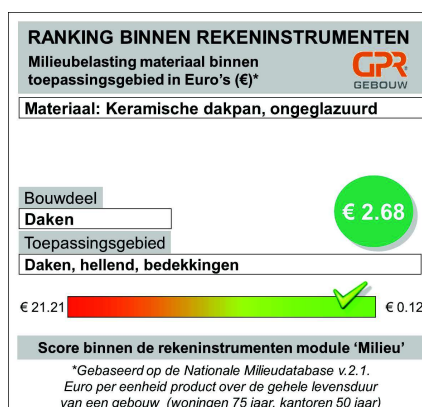 RANKING BINNEN REKENINSTRUMENTEN
Milieubelasting materiaal binnen
toepassingsgebied in Euro's (€)*
GPR
GEBOUW
Materiaal: Keramische dakpan, ongeglazuurd
Bouwdeel
Daken
€ 2.68
Toepassingsgebied
Daken, hellend, bedekkingen
€ 21.21
€ 0.12
Score binnen de rekeninstrumenten module ‘Milieu’
*Gebaseerd op de Nationale Milieudatabase v.2.1.
Euro per eenheid product over de gehele levensduur
van een gebouw (woningen 75 jaar, kantoren 50 jaar)